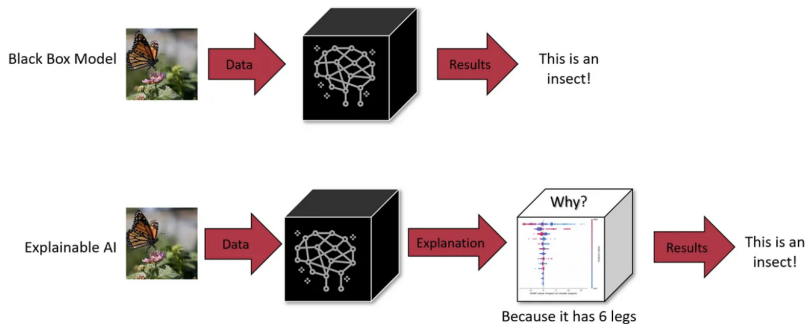 Black Box Model
Data
Results
This is an
insect!
Explainable AI
Data
Explanation
Why?
Because it has 6 legs
Results
This is an
insect!